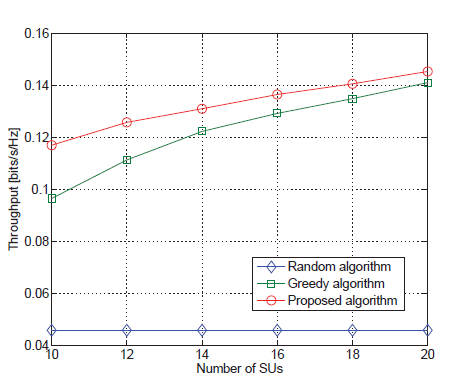 0.16
0.14
0.12
0.1
0.08
0.06
0.04
Throughput [bits/s/Hz]
Random algorithm
Greedy algorithm
Proposed algorithm
10 12 14 16 18 20
Number of SUs